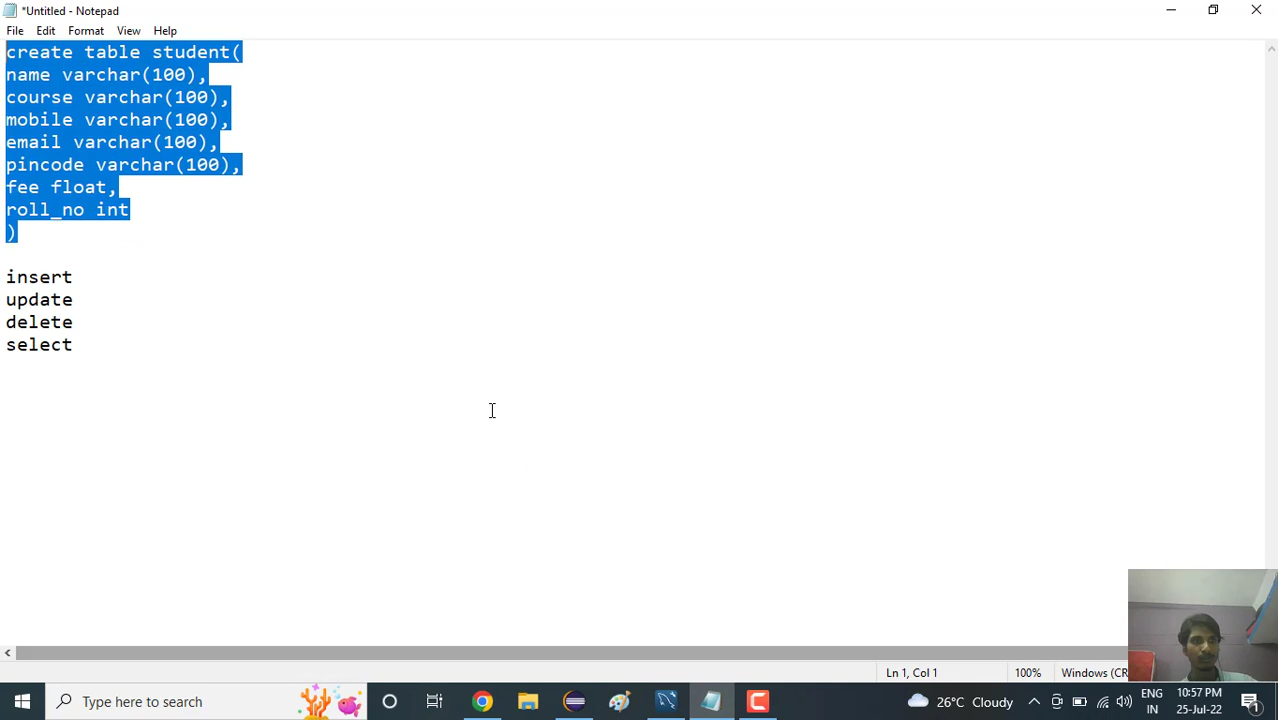 *Untitled - Notepad
File Edit Format View Help
create table student(
name varchar(100),
course varchar(100),
mobile varchar(100),
email varchar(100),
pincode varchar(100),
fee float,
roll_no int
)
insert
update
delete
select
Ln 1, Col 1 100% Windows (CR
Type here to search 26°C Cloudy ENG IN 10:57 PM 25-Jul-22 1